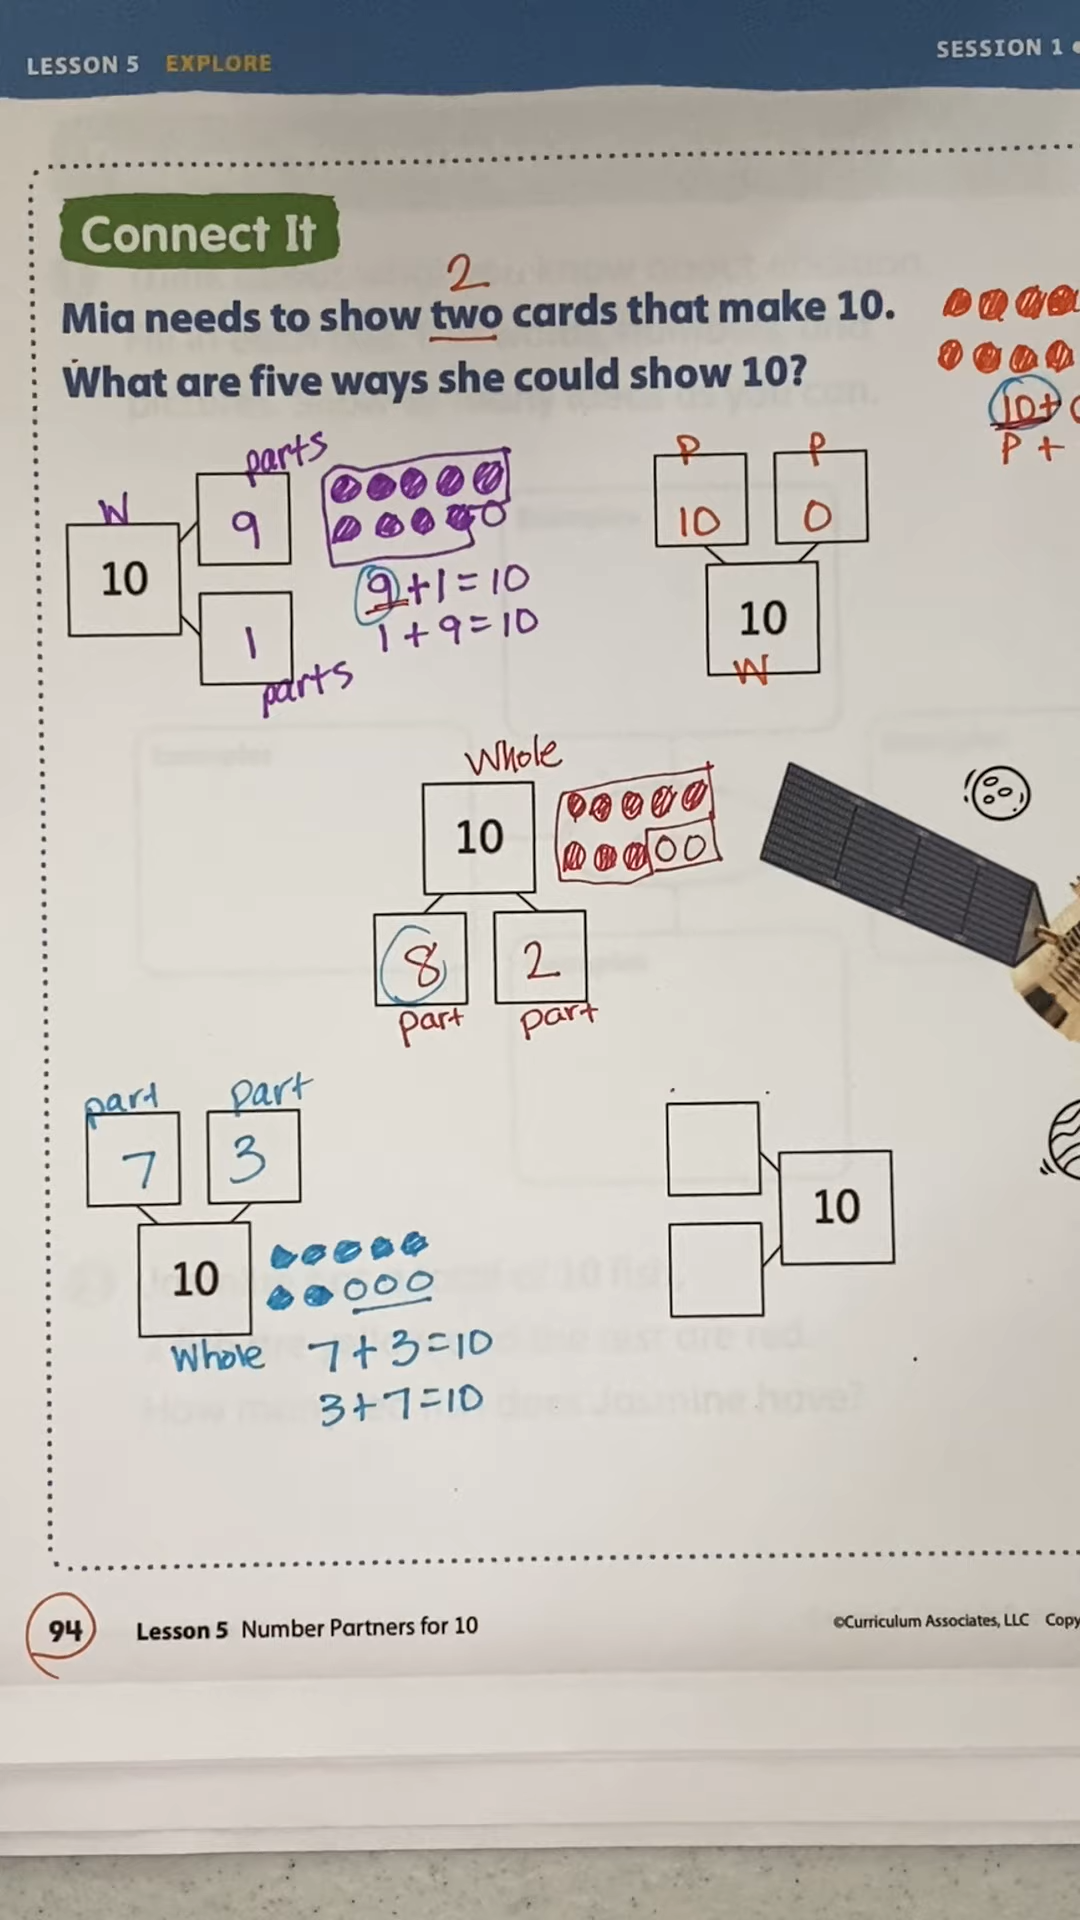 LESSON 5 EXPLORE
SESSION 1
Connect It
2
Mia needs to show two cards that make 10.
What are five ways she could show 10?
10+
P +
parts
W
10
9
1
parts
9+1=10
1+9=10
P
P
10
0
10
W
Whole
10
8
2
part
part
part
part
7
3
10
Whole
7+3=10
3+7=10
10
94
Lesson 5 Number Partners for 10
©Curriculum Associates, LLC